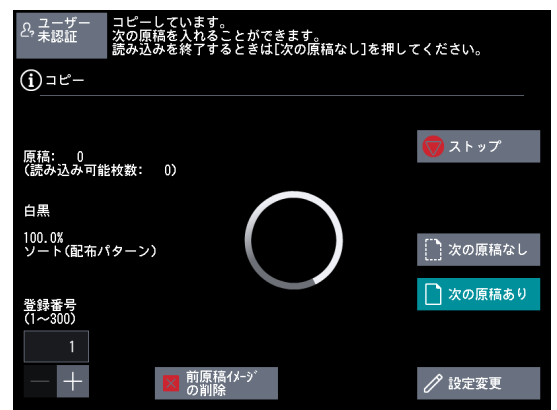 ユーザー
未認証
コピーしています。
次の原稿を入れることができます。
読み込みを終了するときは[次の原稿なし]を押してください。
コピー
ストップ
原稿: 0
(読み込み可能枚数: 0)
白黒
100.0%
ソート(配布パターン)
次の原稿なし
次の原稿あり
登録番号
(1～300)
1
前原稿ｲﾒｰｼﾞ
の削除
設定変更